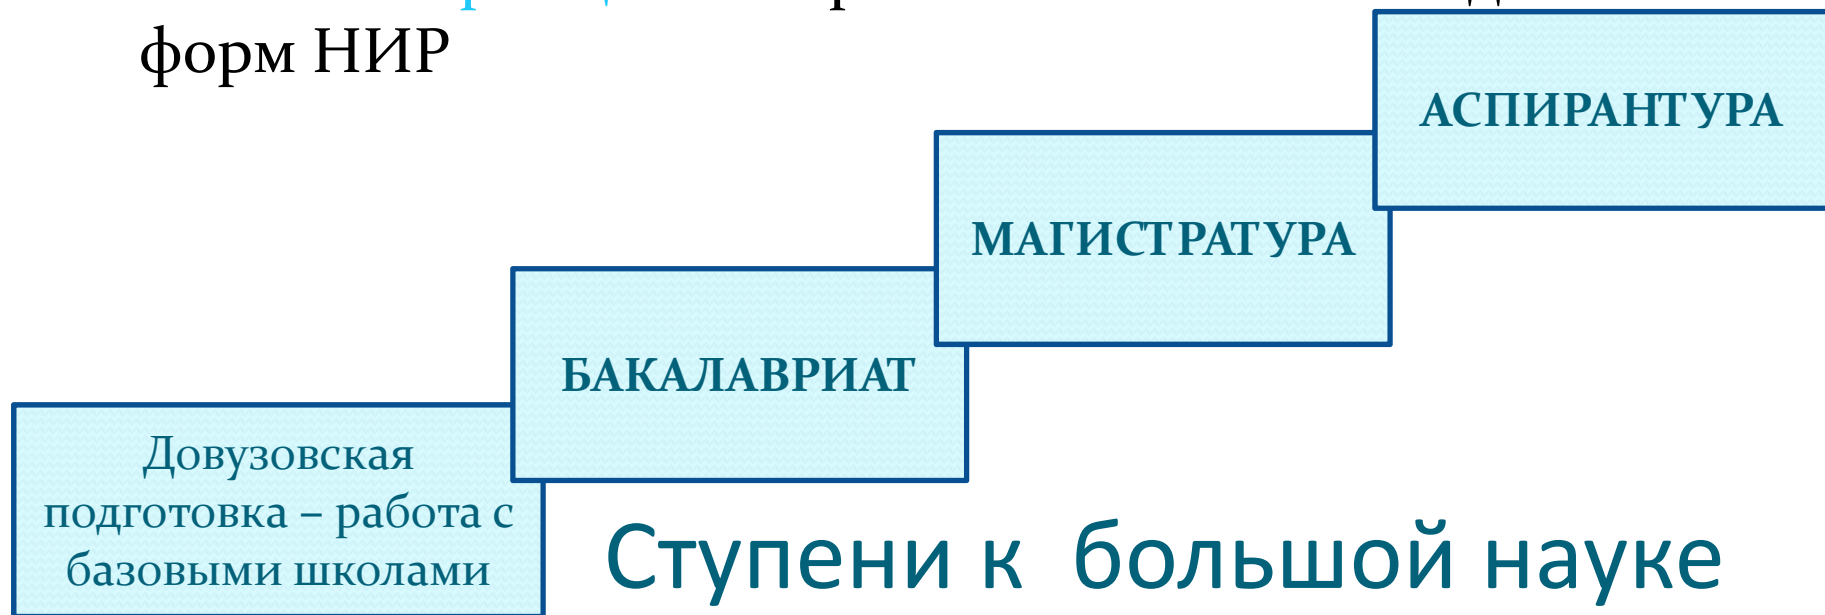 форм НИР
АСПИРАНТУРА
МАГИСТРАТУРА
БАКАЛАВРИАТ
Довузовская
подготовка – работа с
базовыми школами
Ступени к большой науке